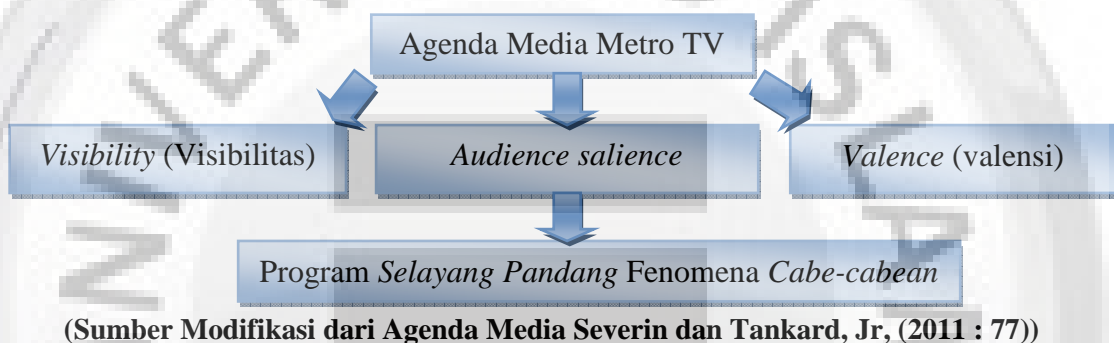 Agenda Media Metro TV
Visibility (Visibilitas)
Audience salience
Valence (valensi)
Program Selayang Pandang Fenomena Cabe-cabean
(Sumber Modifikasi dari Agenda Media Severin dan Tankard, Jr, (2011 : 77))